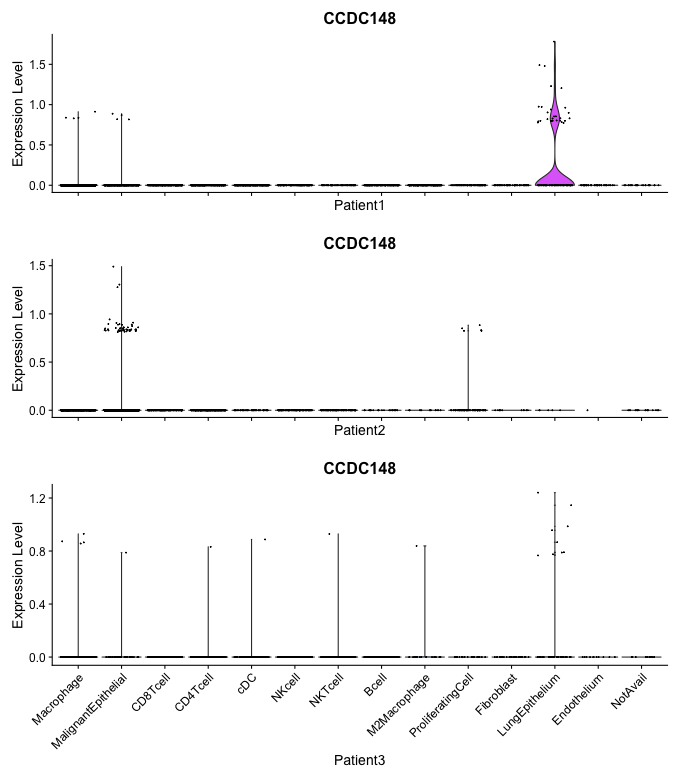 CCDC148
Expression Level
1.5
1.0
0.5
0.0
Patient1
CCDC148
Expression Level
1.5
1.0
0.5
0.0
Patient2
CCDC148
Expression Level
1.2
0.8
0.4
0.0
Macrophage
MalignantEpithelial
CD8Tcell
CD4Tcell
cDC
NKcell
NKTcell
Bcell
M2Macrophage
ProliferatingCell
Fibroblast
LungEpithelium
Endothelium
NotAvail
Patient3